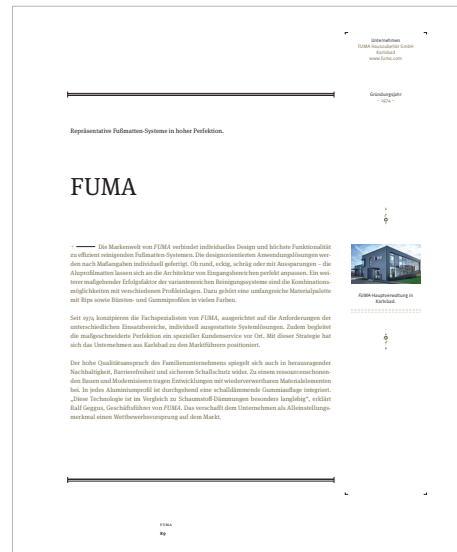 Unternehmen
FUMA Hauszubehör GmbH
Karlsbad
www.fuma.com
Gründungsjahr
– 1974 –
Repräsentative Fußmatten-Systeme in hoher Perfektion.
FUMA
Die Markenwelt von FUMA verbindet individuelles Design und höchste Funktionalität
zu effizient reinigenden Fußmatten-Systemen. Die designorientierten Anwendungslösungen wer-
den nach Maßangaben individuell gefertigt. Ob rund, eckig, schräg oder mit Aussparungen – die
Aluprofilmatten lassen sich an die Architektur von Eingangsbereichen perfekt anpassen. Ein wei-
terer maßgebender Erfolgsfaktor der variantenreichen Reinigungssysteme sind die Kombinations-
möglichkeiten mit verschiedenen Profileinlagen. Dazu gehört eine umfangreiche Materialpalette
mit Rips sowie Bürsten- und Gummiprofilen in vielen Farben.
Seit 1974 konzipieren die Fachspezialisten von FUMA, ausgerichtet auf die Anforderungen der
unterschiedlichen Einsatzbereiche, individuell ausgestattete Systemlösungen. Zudem begleitet
die maßgeschneiderte Perfektion ein spezieller Kundenservice vor Ort. Mit dieser Strategie hat
sich das Unternehmen aus Karlsbad zu den Marktführern positioniert.
Der hohe Qualitätsanspruch des Familienunternehmens spiegelt sich auch in herausragender
Nachhaltigkeit, Barrierefreiheit und sicherem Schallschutz wider. Zu einem ressourcenschonen-
den Bauen und Modernisieren tragen Entwicklungen mit wiederverwertbaren Materialelementen
bei. In jedes Aluminiumprofil ist durchgehend eine schalldämmende Gummiauflage integriert.
„Diese Technologie ist im Vergleich zu Schaumstoff-Dämmungen besonders langlebig“, erklärt
Ralf Geggus, Geschäftsführer von FUMA. Das verschafft dem Unternehmen als Alleinstellungs-
merkmal einen Wettbewerbsvorsprung auf dem Markt.
FUMA-Hauptverwaltung in
Karlsbad.
FUMA
89